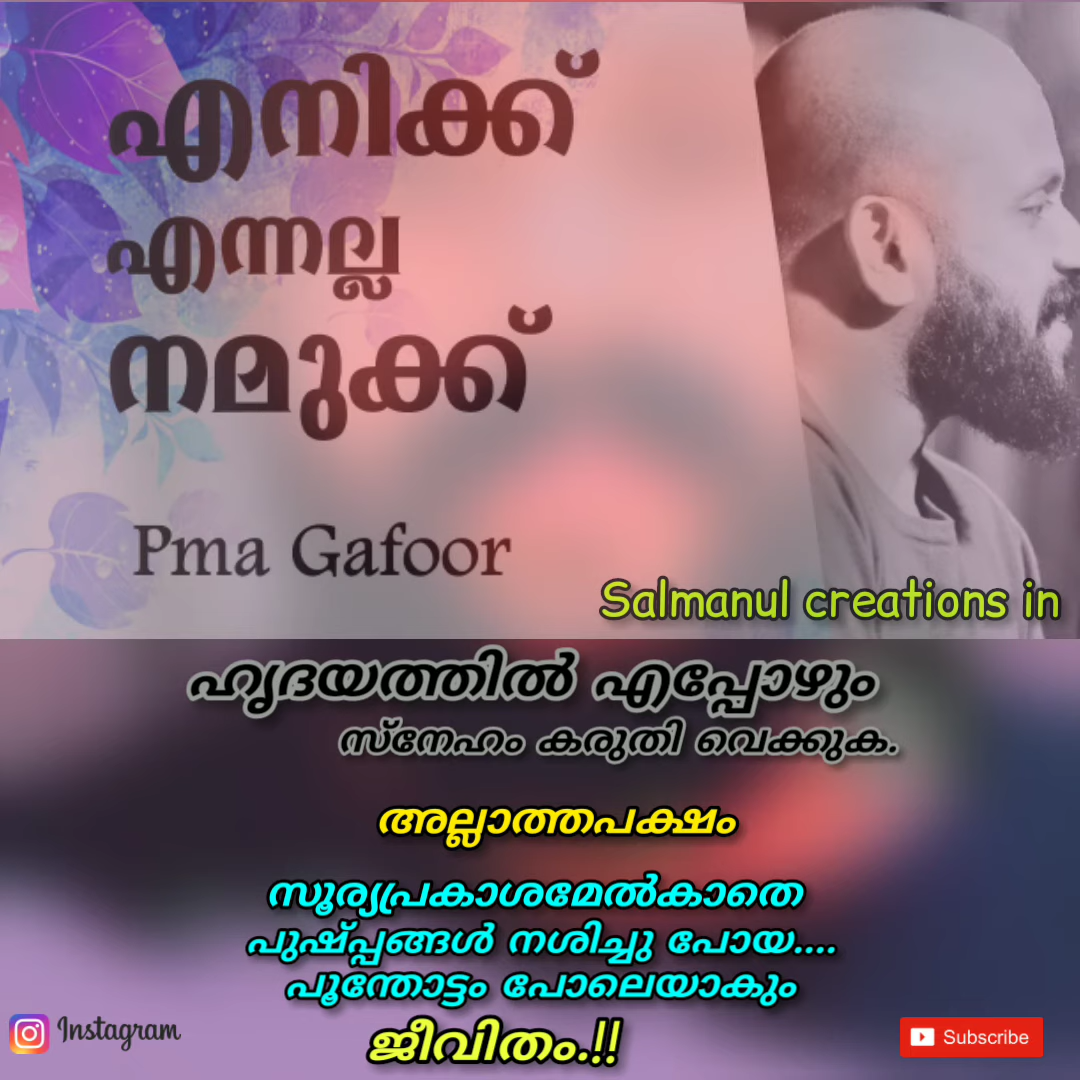 എനിക്ക്
എന്നല്ല
നമുക്ക്
Pma Gafoor
Salmanul creations in
ഹൃദയത്തിൽ എപ്പോഴും
സ്നേഹം കരുതി വെക്കുക.
അല്ലാത്തപക്ഷം
സൂര്യപ്രകാശമേൽകാതെ
പുഷ്പ്പങ്ങൾ നശിച്ചു പോയ....
പൂന്തോട്ടം പോലെയാകും
ജീവിതം.!!
Instagram
Subscribe